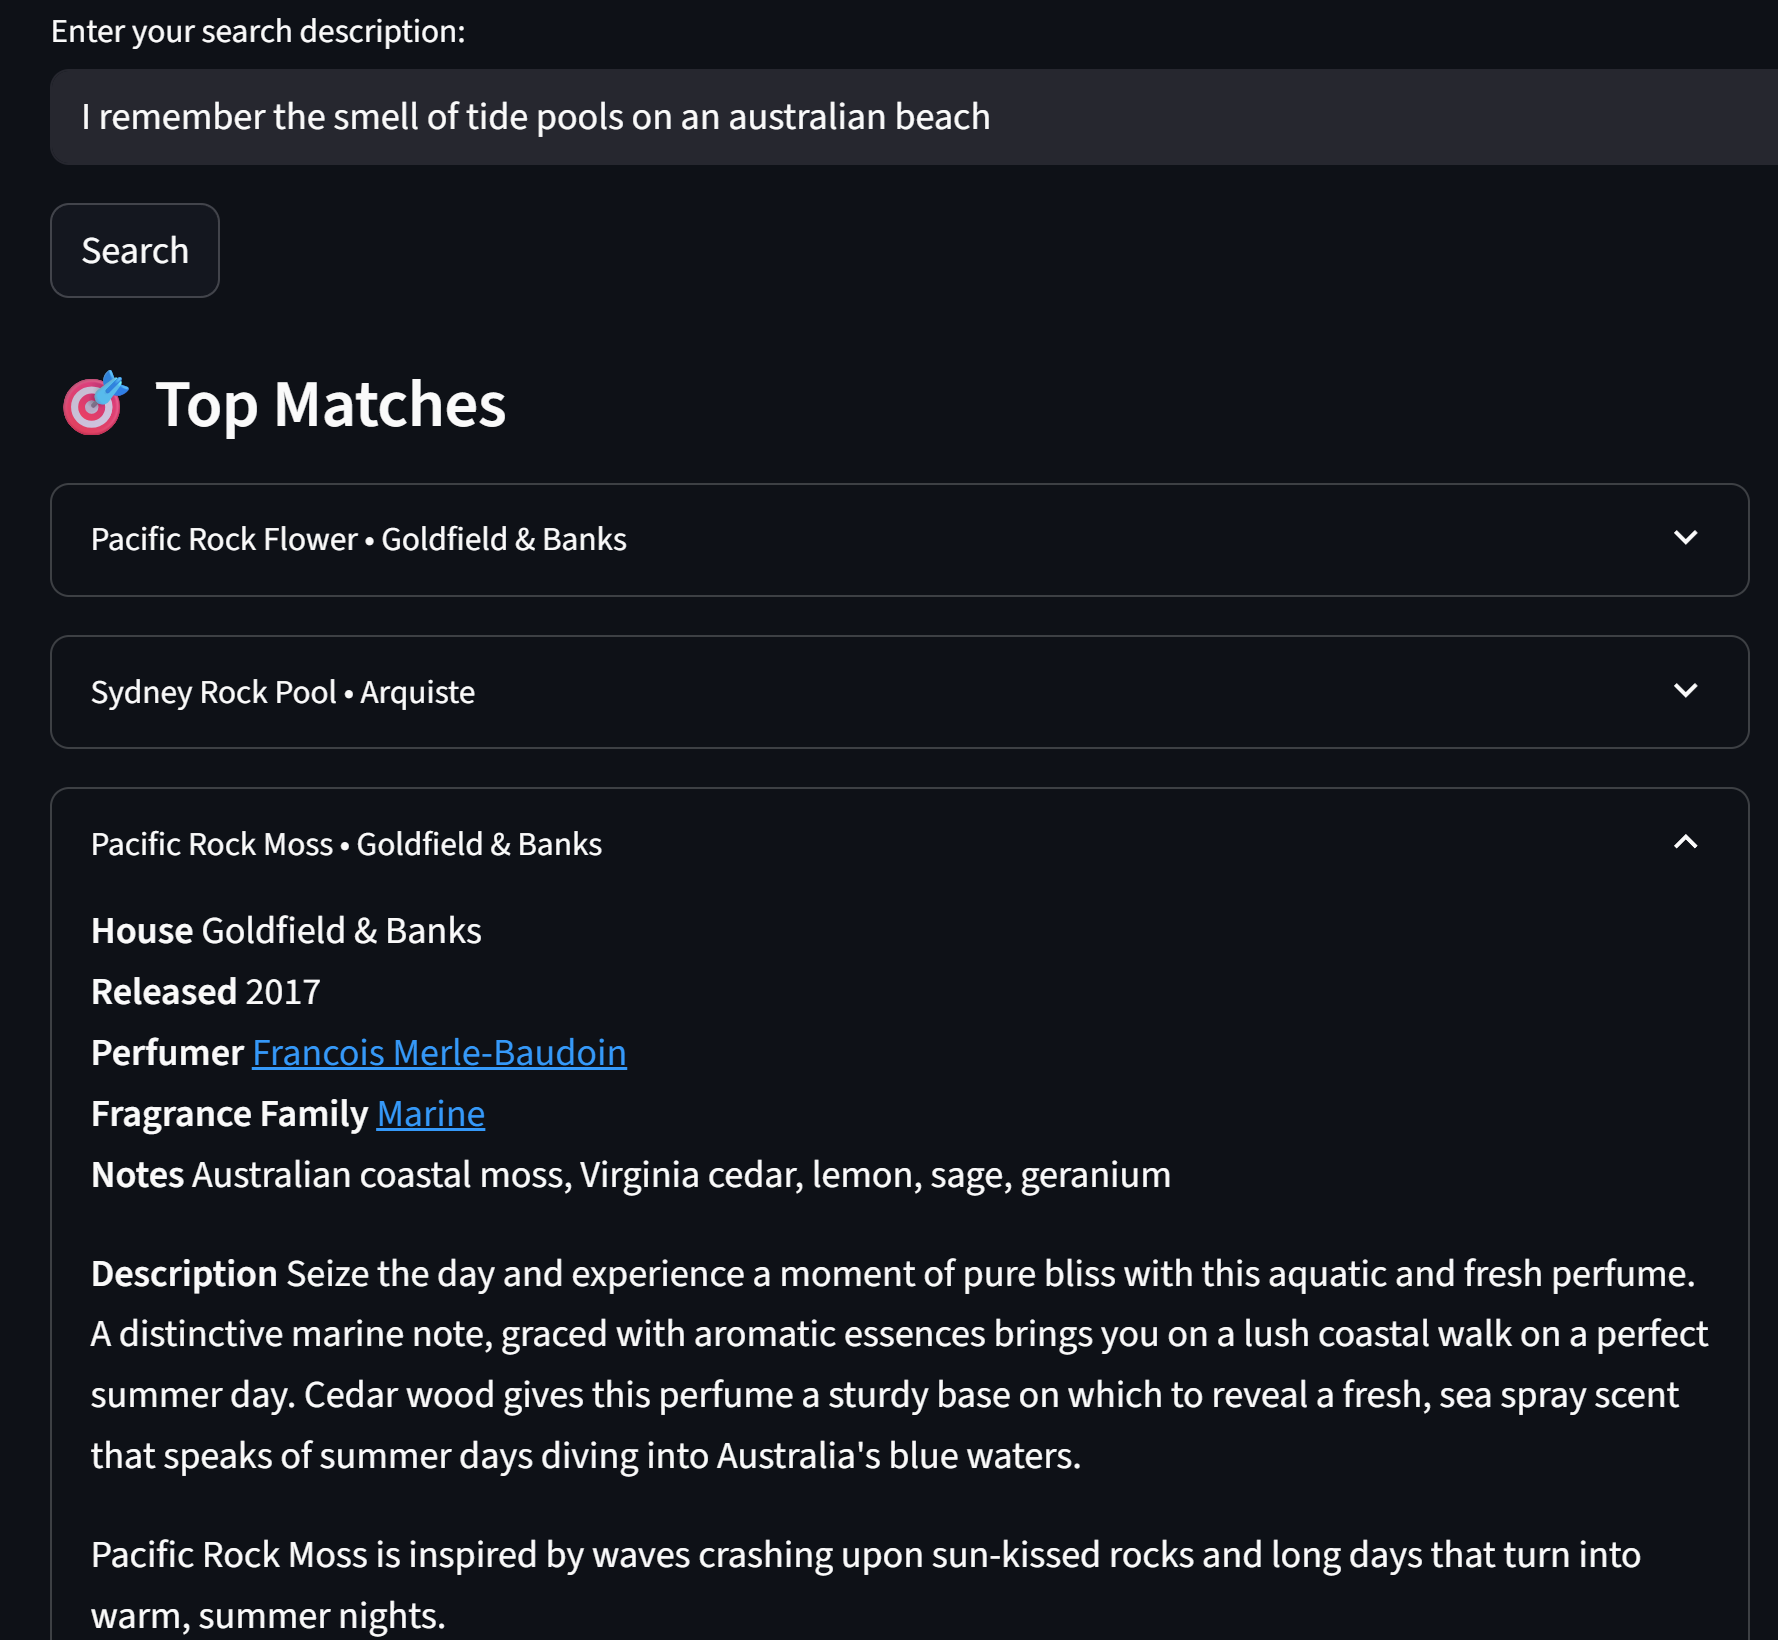 Enter your search description:
I remember the smell of tide pools on an australian beach
Search
🎯 Top Matches
Pacific Rock Flower • Goldfield & Banks
Sydney Rock Pool • Arquiste
Pacific Rock Moss • Goldfield & Banks
House Goldfield & Banks
Released 2017
Perfumer Francois Merle-Baudoin
Fragrance Family Marine
Notes Australian coastal moss, Virginia cedar, lemon, sage, geranium
Description Seize the day and experience a moment of pure bliss with this aquatic and fresh perfume.
A distinctive marine note, graced with aromatic essences brings you on a lush coastal walk on a perfect
summer day. Cedar wood gives this perfume a sturdy base on which to reveal a fresh, sea spray scent
that speaks of summer days diving into Australia's blue waters.
Pacific Rock Moss is inspired by waves crashing upon sun-kissed rocks and long days that turn into
warm, summer nights.